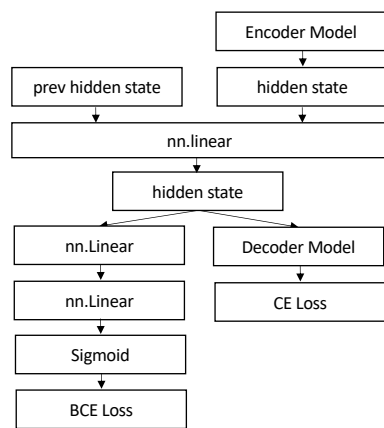 Encoder Model
prev hidden state
hidden state
nn.linear
hidden state
nn.Linear
Decoder Model
nn.Linear
CE Loss
Sigmoid
BCE Loss